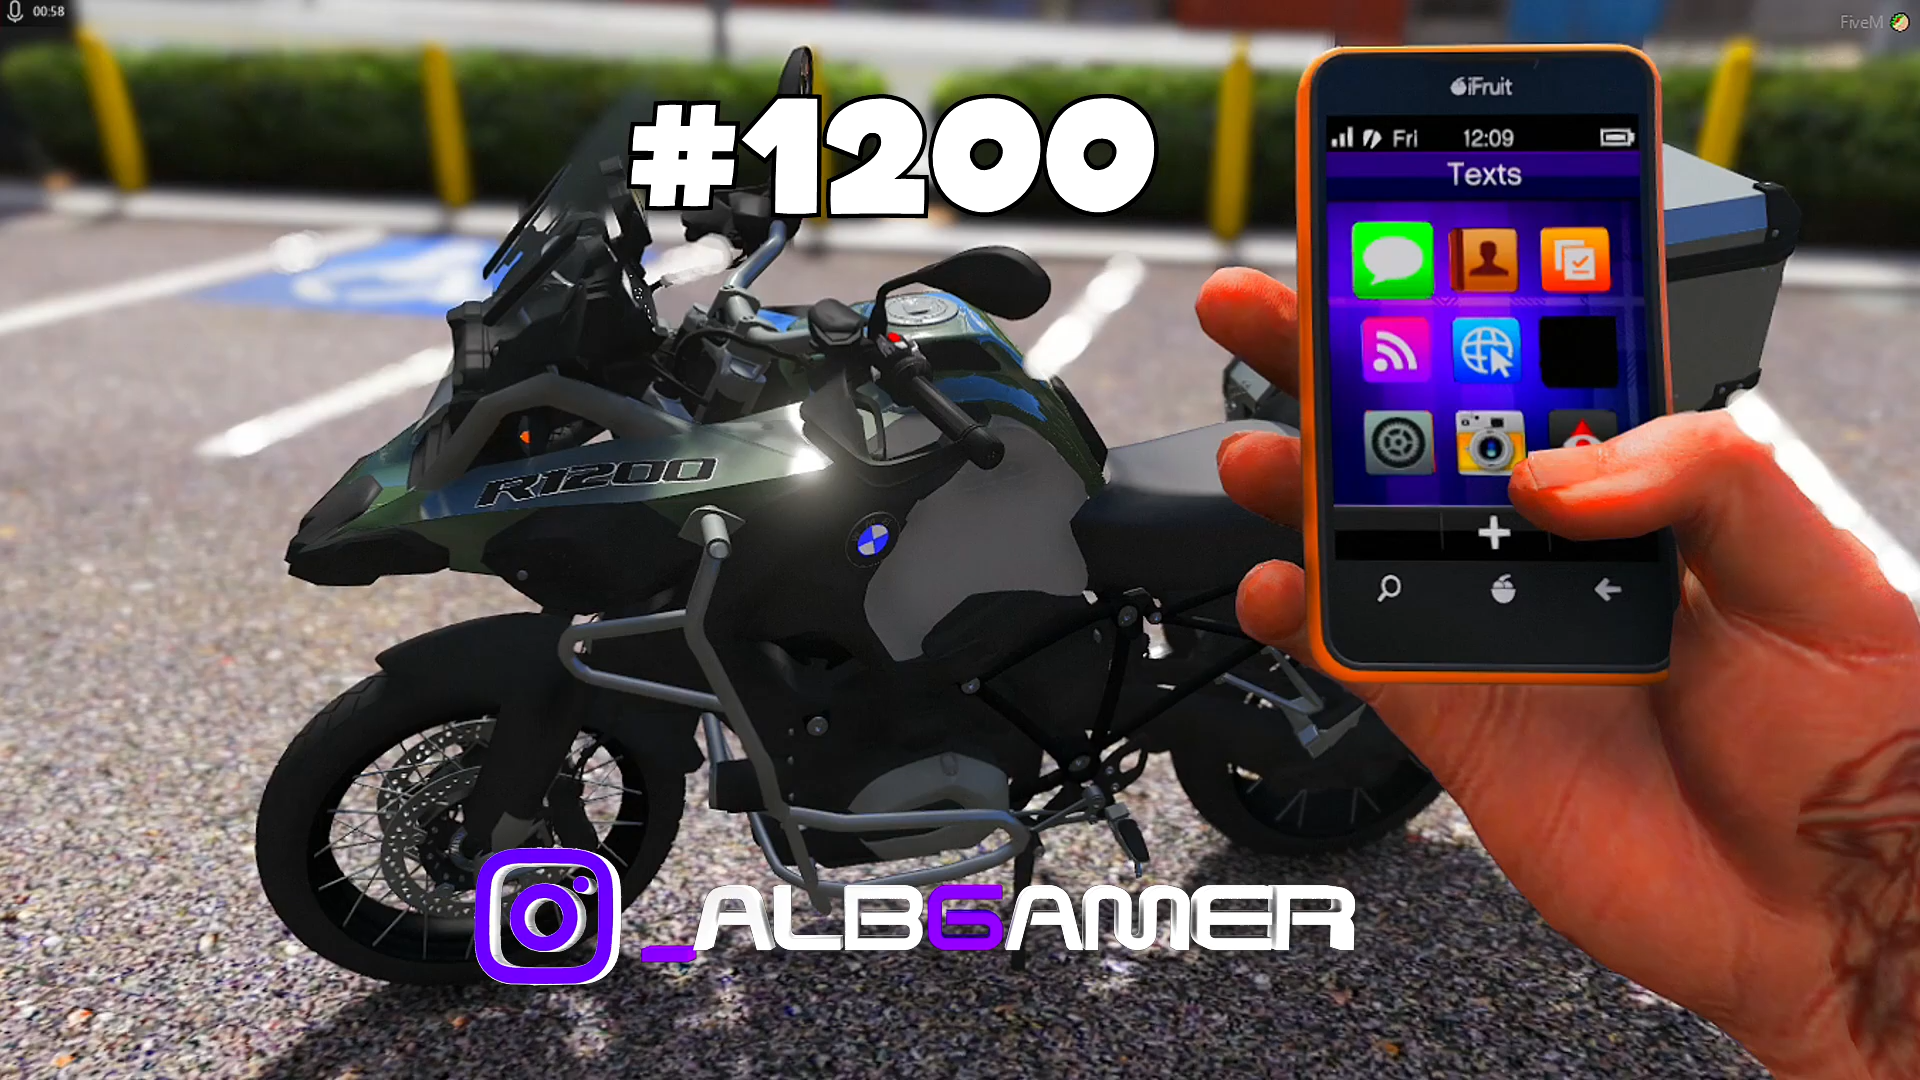 00:58
FiveM
#1200
iFruit
Fri 12:09
Texts
R1200
_ALBGAMER